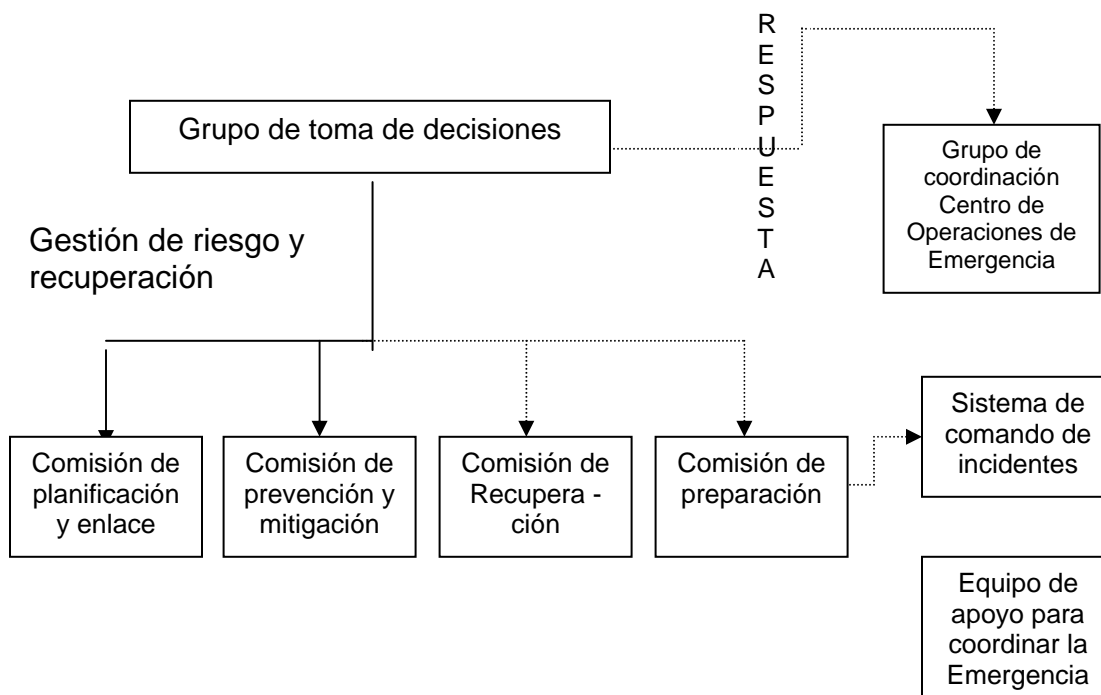 R
E
S
P
U
E
S
T
A
Grupo de toma de decisiones
Grupo de
coordinación
Centro de
Operaciones de
Emergencia
Gestión de riesgo y
recuperación
Comisión de
planificación
y enlace
Comisión de
prevención y
mitigación
Comisión de
Recupera -
ción
Comisión de
preparación
Sistema de
comando de
incidentes
Equipo de
apoyo para
coordinar la
Emergencia